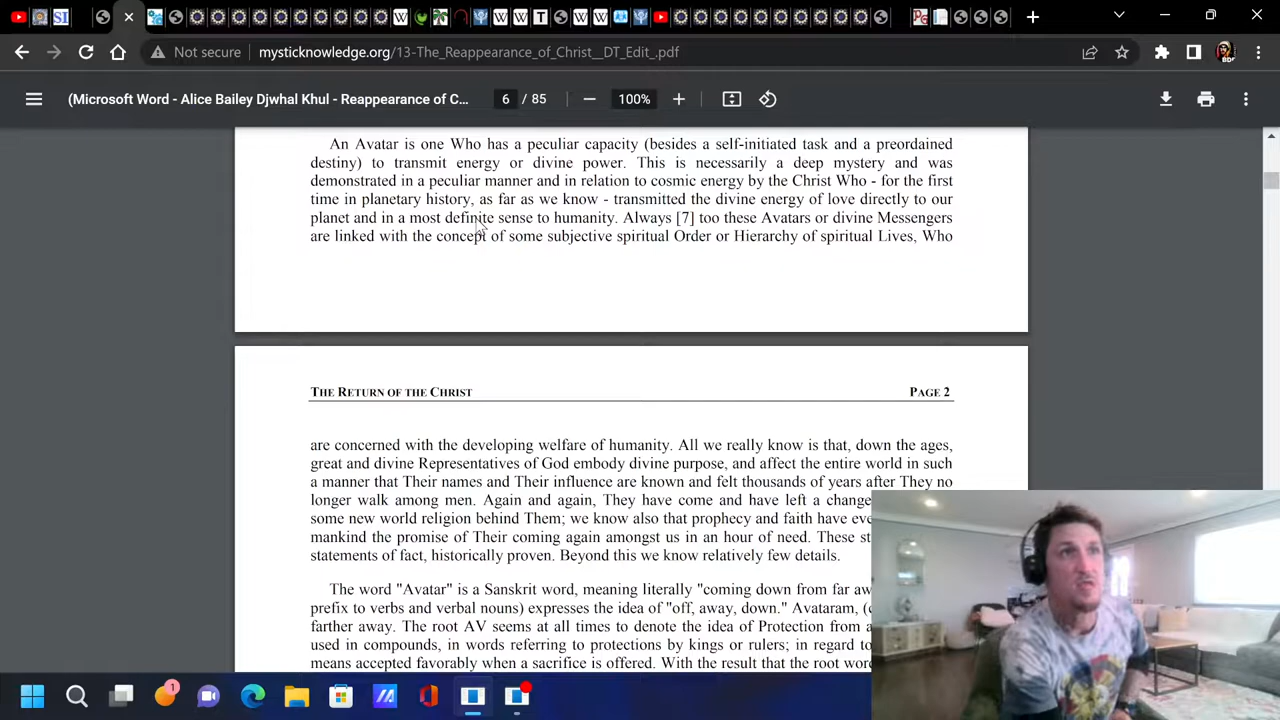 SI
W
W
T
W
W
Not secure
mysticknowledge.org/13-The_Reappearance_of_Christ__DT_Edit_.pdf
(Microsoft Word - Alice Bailey Djwhal Khul - Reappearance of C...
6 / 85
100%
An Avatar is one Who has a peculiar capacity (besides a self-initiated task and a preordained
destiny) to transmit energy or divine power. This is necessarily a deep mystery and was
demonstrated in a peculiar manner and in relation to cosmic energy by the Christ Who - for the first
time in planetary history, as far as we know - transmitted the divine energy of love directly to our
planet and in a most definite sense to humanity. Always [7] too these Avatars or divine Messengers
are linked with the concept of some subjective spiritual Order or Hierarchy of spiritual Lives, Who
THE RETURN OF THE CHRIST
PAGE 2
are concerned with the developing welfare of humanity. All we really know is that, down the ages,
great and divine Representatives of God embody divine purpose, and affect the entire world in such
a manner that Their names and Their influence are known and felt thousands of years after They no
longer walk among men. Again and again, They have come and have left a change
some new world religion behind Them; we know also that prophecy and faith have eve
mankind the promise of Their coming again amongst us in an hour of need. These st
statements of fact, historically proven. Beyond this we know relatively few details.
The word "Avatar" is a Sanskrit word, meaning literally "coming down from far aw
prefix to verbs and verbal nouns) expresses the idea of "off, away, down." Avataram, (
farther away. The root AV seems at all times to denote the idea of Protection from a
used in compounds, in words referring to protections by kings or rulers; in regard to
means accepted favorably when a sacrifice is offered. With the result that the root wor
1